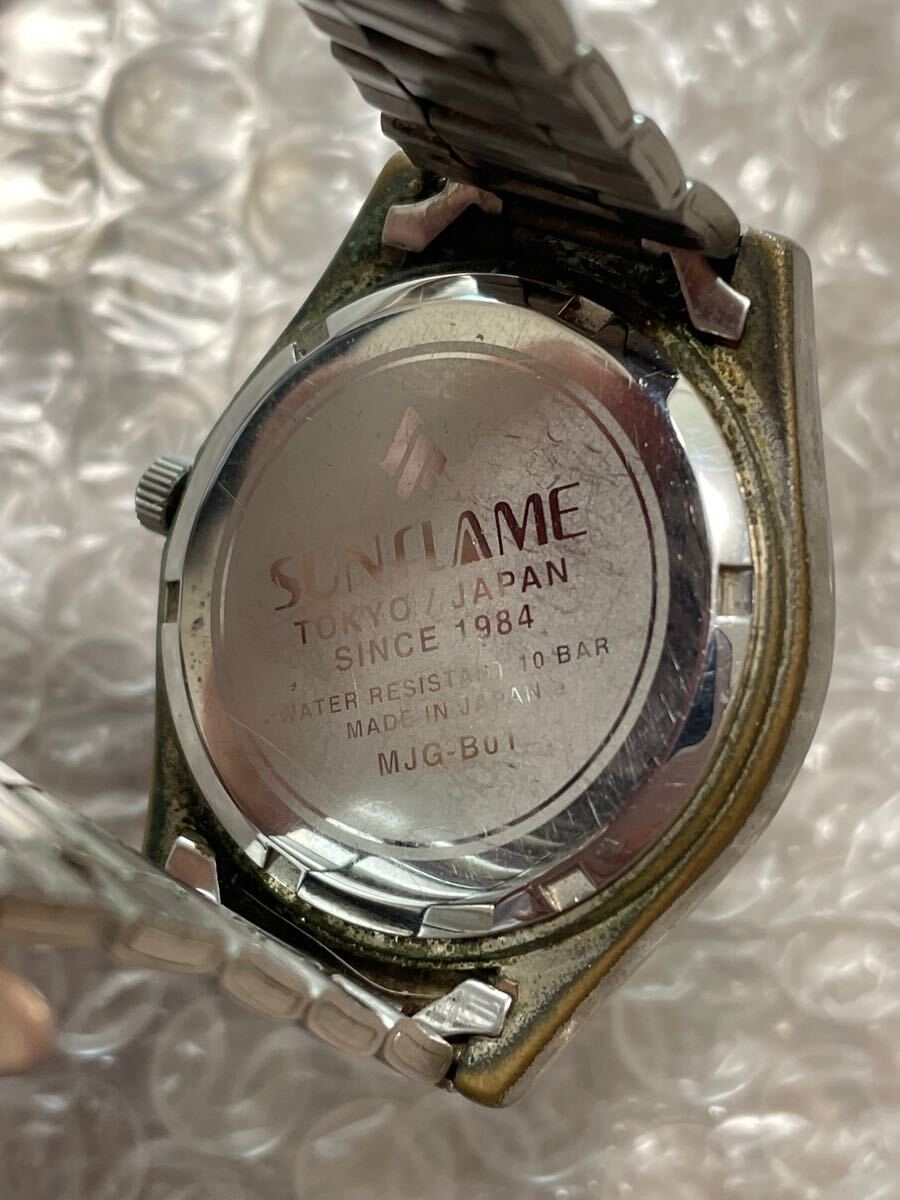 SUNFLAME
TOKYO / JAPAN
SINCE 1984
WATER RESISTANT 10 BAR
MADE IN JAPAN
MJG-B01